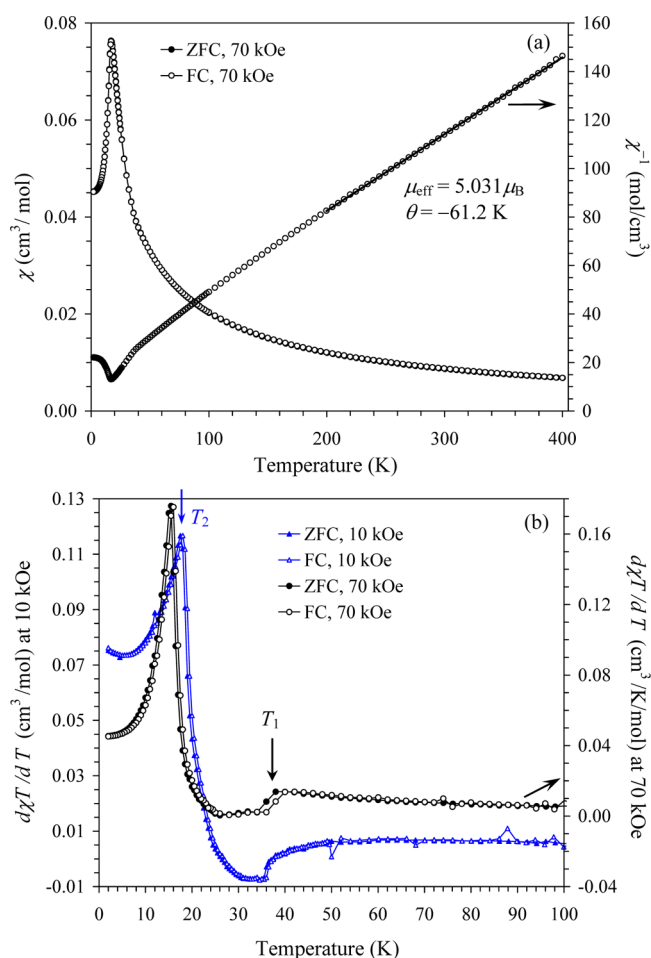 (a)
ZFC, 70 kOe
FC, 70 kOe
μeff = 5.031μB
θ = −61.2 K
χ (cm³/ mol)
0.08
0.06
0.04
0.02
0.00
χ⁻¹ (mol/cm³)
160
140
120
100
80
60
40
20
0
0
100
200
300
400
Temperature (K)
(b)
T₂
ZFC, 10 kOe
FC, 10 kOe
ZFC, 70 kOe
FC, 70 kOe
T₁
dχT/d T (cm³ /mol) at 10 kOe
0.13
0.11
0.09
0.07
0.05
0.03
0.01
-0.01
dχT/d T (cm³/K/mol) at 70 kOe
0.16
0.12
0.08
0.04
0.00
-0.04
0
10
20
30
40
50
60
70
80
90
100
Temperature (K)